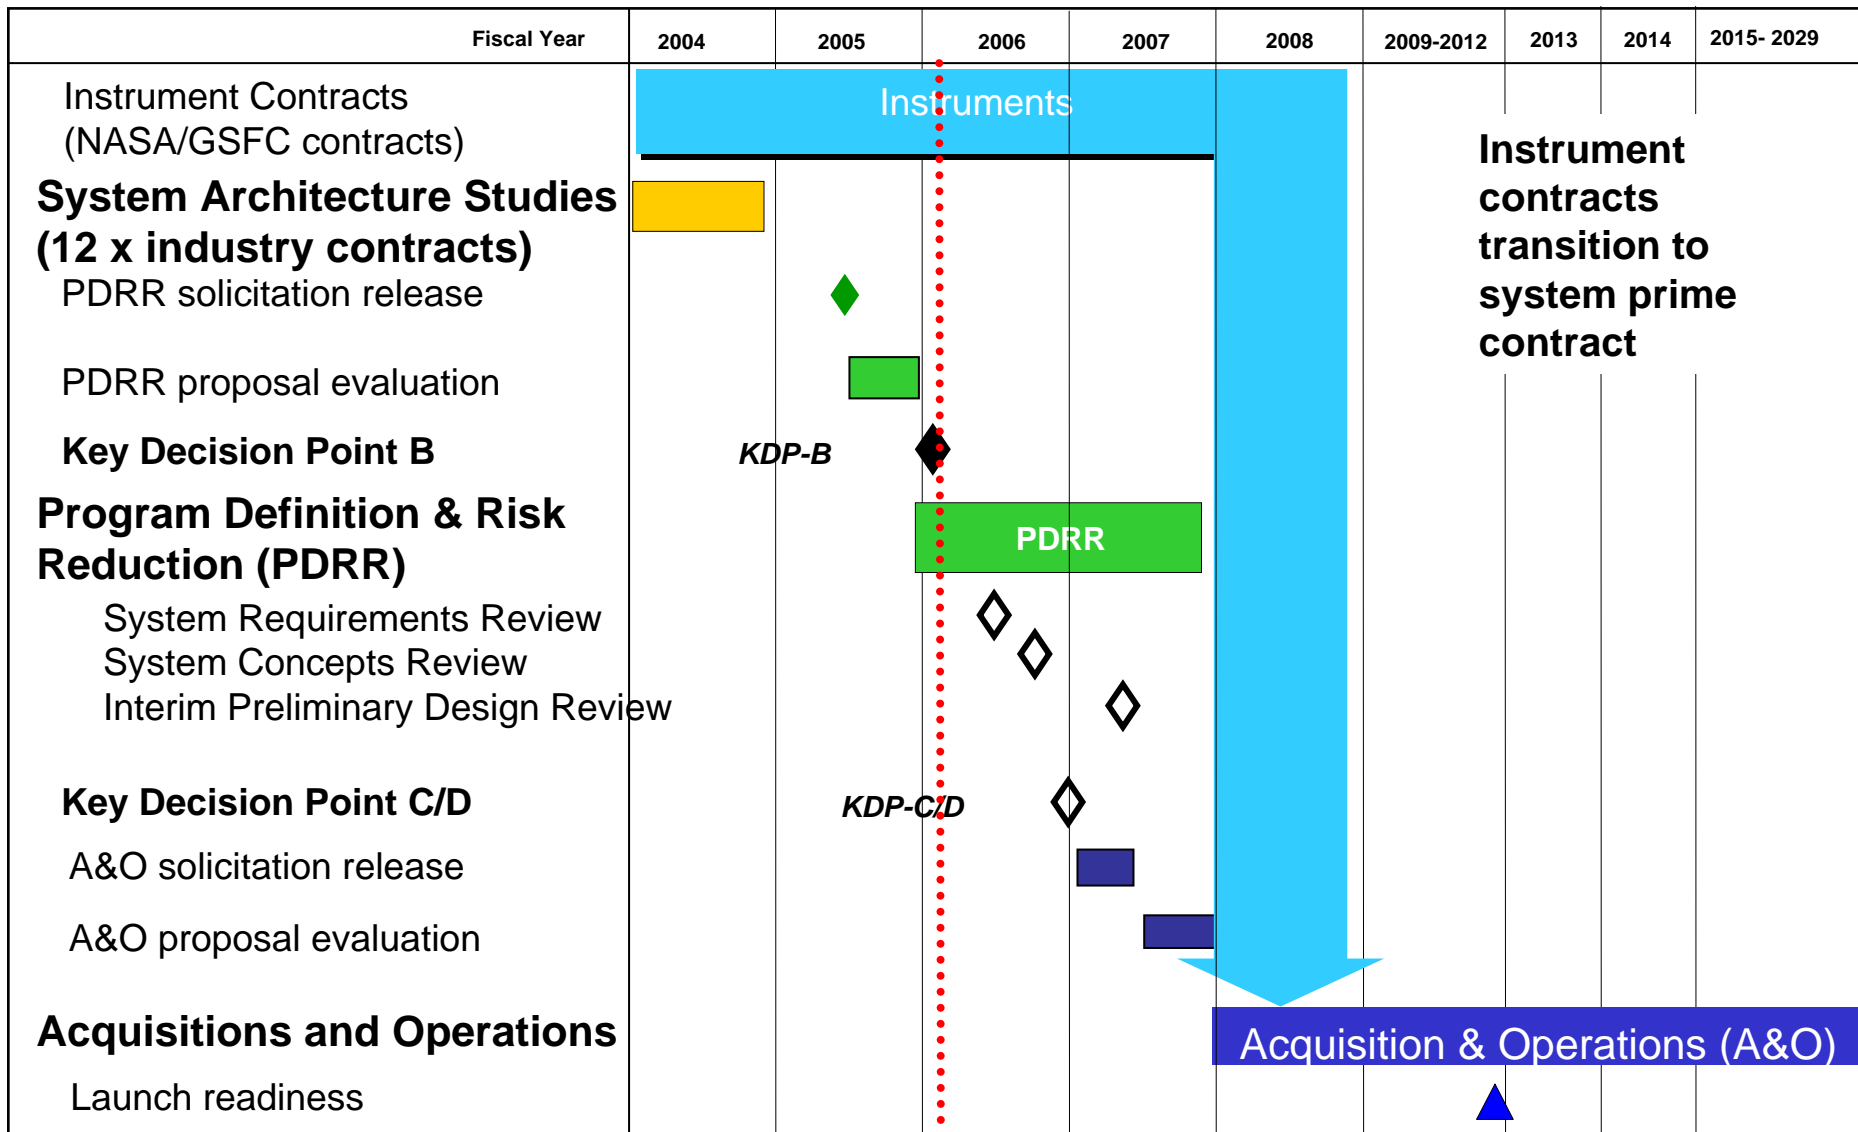 Fiscal Year 2004 2005 2006 2007 2008 2009-2012 2013 2014 2015- 2029
Instrument Contracts
(NASA/GSFC contracts)
Instruments
System Architecture Studies
(12 x industry contracts)
PDRR solicitation release
PDRR proposal evaluation
Key Decision Point B
KDP-B
Program Definition & Risk
Reduction (PDRR)
PDRR
System Requirements Review
System Concepts Review
Interim Preliminary Design Review
Key Decision Point C/D
KDP-C/D
A&O solicitation release
A&O proposal evaluation
Instrument
contracts
transition to
system prime
contract
Acquisitions and Operations
Acquisition & Operations (A&O)
Launch readiness